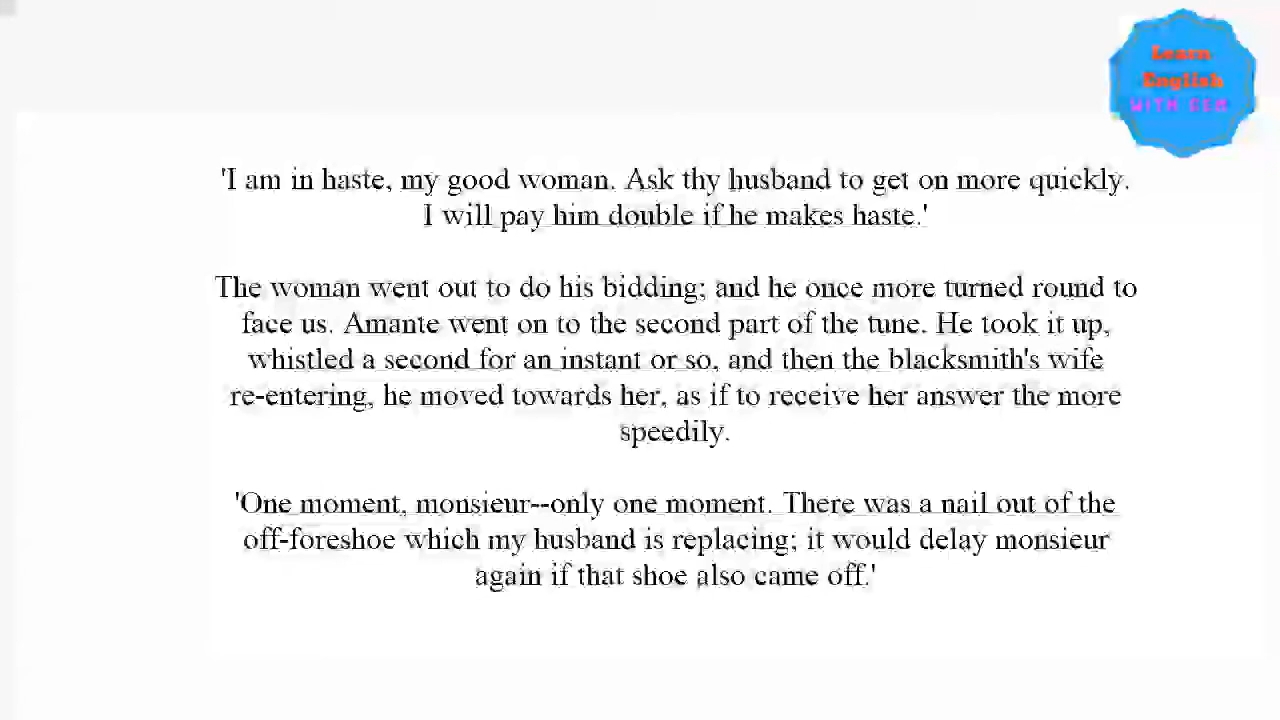 Learn
English
WITH GEM
'I am in haste, my good woman. Ask thy husband to get on more quickly.
I will pay him double if he makes haste.'
The woman went out to do his bidding; and he once more turned round to
face us. Amante went on to the second part of the tune. He took it up,
whistled a second for an instant or so, and then the blacksmith's wife
re-entering, he moved towards her, as if to receive her answer the more
speedily.
'One moment, monsieur--only one moment. There was a nail out of the
off-foreshoe which my husband is replacing; it would delay monsieur
again if that shoe also came off.'